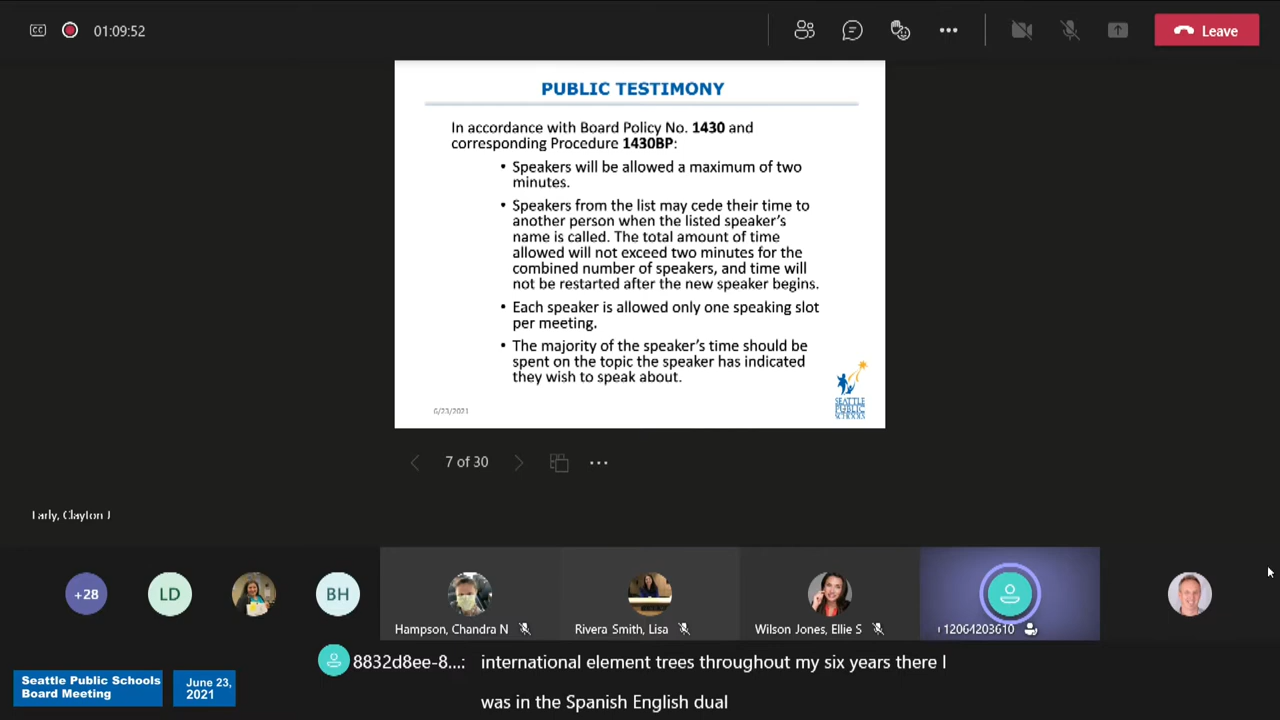 CC
01:09:52
Leave
PUBLIC TESTIMONY
In accordance with Board Policy No. 1430 and
corresponding Procedure 1430BP:
• Speakers will be allowed a maximum of two
minutes.
• Speakers from the list may cede their time to
another person when the listed speaker's
name is called. The total amount of time
allowed will not exceed two minutes for the
combined number of speakers, and time will
not be restarted after the new speaker begins.
• Each speaker is allowed only one speaking slot
per meeting.
• The majority of the speaker's time should be
spent on the topic the speaker has indicated
they wish to speak about.
6/23/2021
SEATTLE
PUBLIC
SCHOOLS
7 of 30
Clayton J
+28
LD
BH
Hampson, Chandra N
Rivera Smith, Lisa
Wilson Jones, Ellie S
12064203610
8832d8ee-8...: international element trees throughout my six years there I
was in the Spanish English dual
Seattle Public Schools
Board Meeting
June 23,
2021